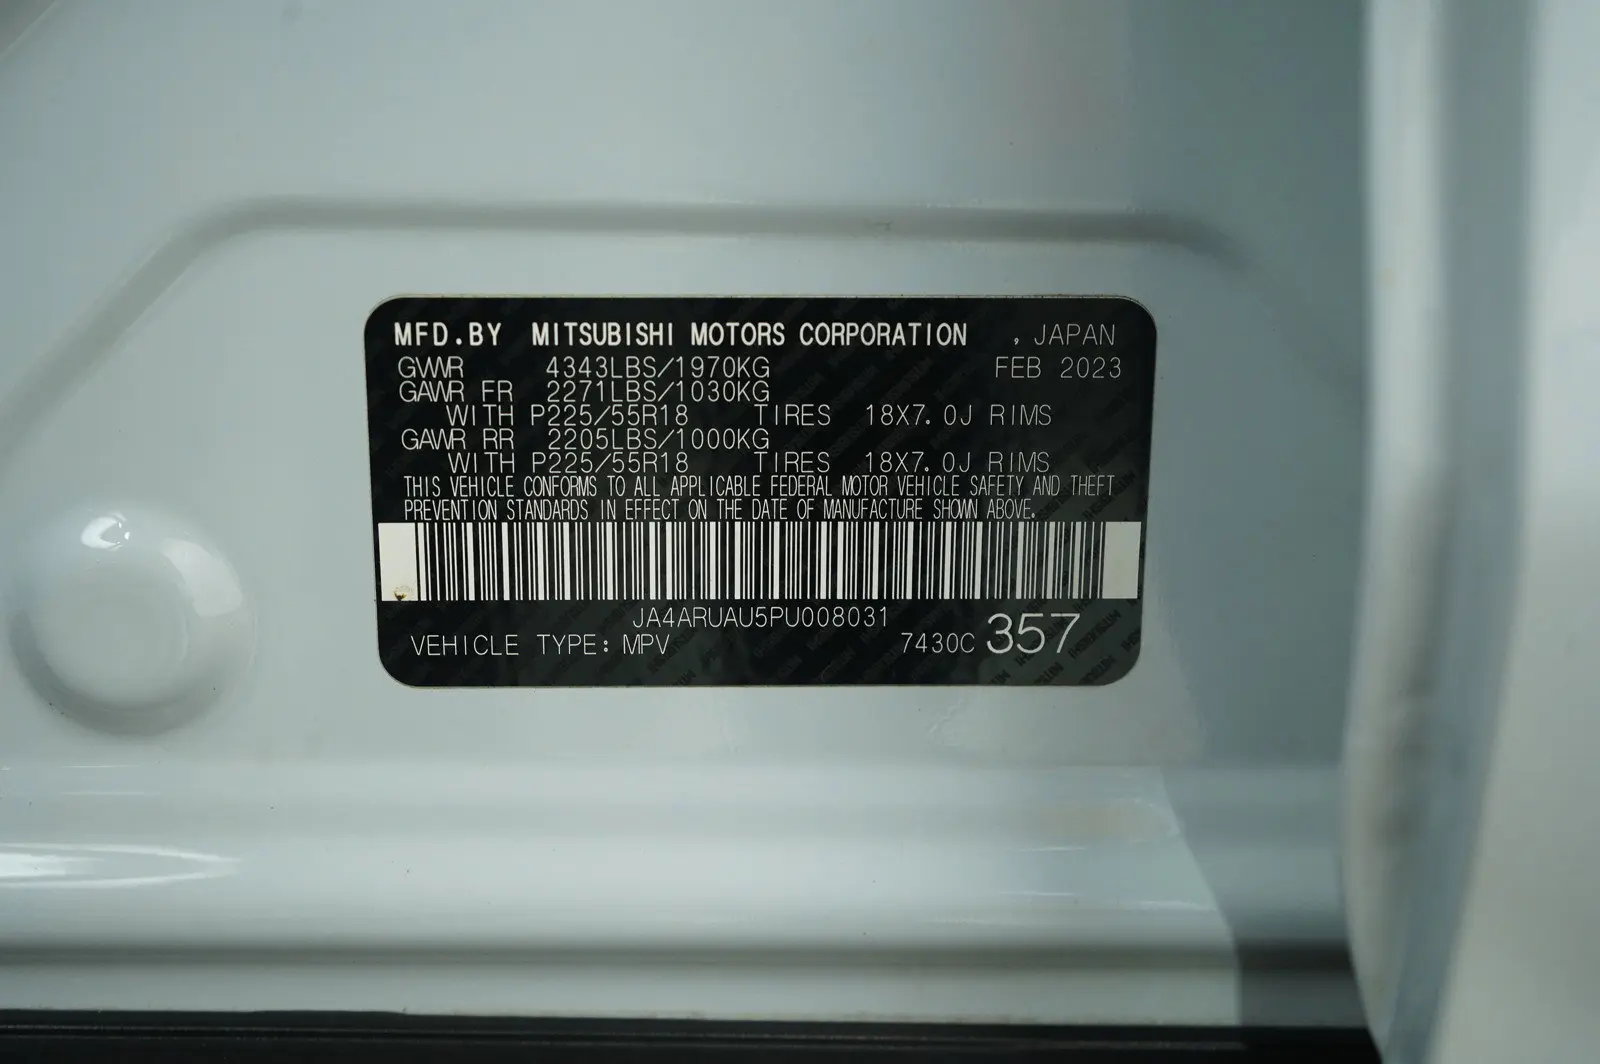 MFD.BY MITSUBISHI MOTORS CORPORATION , JAPAN
GVWR 4343LBS/1970KG FEB 2023
GAWR FR 2271LBS/1030KG
WITH P225/55R18 TIRES 18X7.0J RIMS
GAWR RR 2205LBS/1000KG
WITH P225/55R18 TIRES 18X7.0J RIMS
THIS VEHICLE CONFORMS TO ALL APPLICABLE FEDERAL MOTOR VEHICLE SAFETY AND THEFT
PREVENTION STANDARDS IN EFFECT ON THE DATE OF MANUFACTURE SHOWN ABOVE.
JA4ARUAU5PU008031
VEHICLE TYPE: MPV 7430C 357